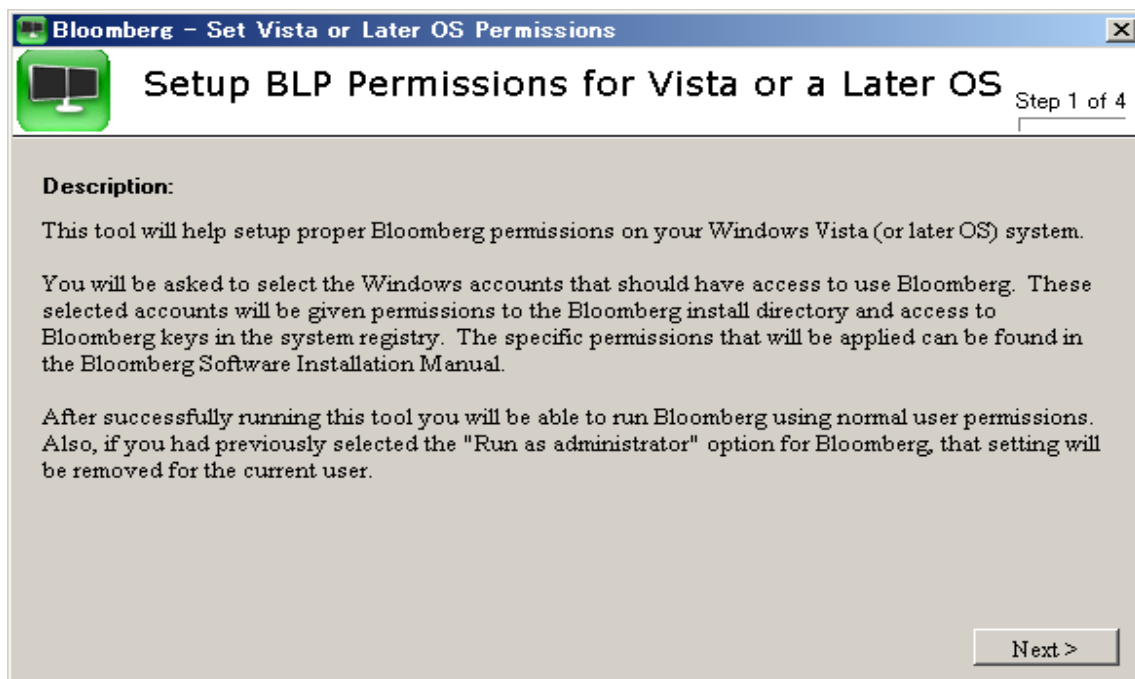 Bloomberg - Set Vista or Later OS Permissions
Setup BLP Permissions for Vista or a Later OS
Step 1 of 4
Description:
This tool will help setup proper Bloomberg permissions on your Windows Vista (or later OS) system.
You will be asked to select the Windows accounts that should have access to use Bloomberg. These
selected accounts will be given permissions to the Bloomberg install directory and access to
Bloomberg keys in the system registry. The specific permissions that will be applied can be found in
the Bloomberg Software Installation Manual.
After successfully running this tool you will be able to run Bloomberg using normal user permissions.
Also, if you had previously selected the "Run as administrator" option for Bloomberg, that setting will
be removed for the current user.
Next >